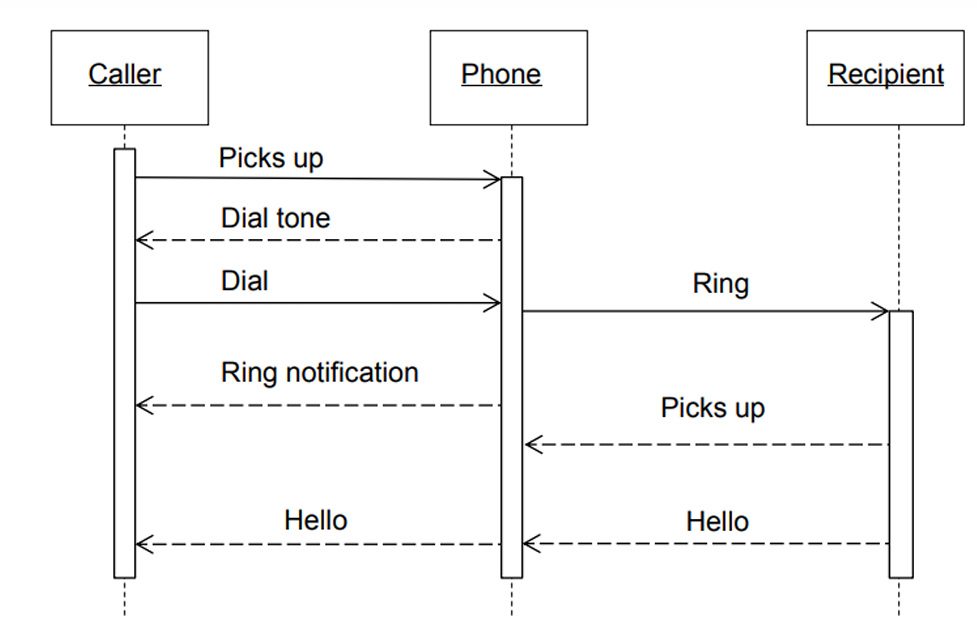 Caller
Phone
Recipient
Picks up
Dial tone
Dial
Ring
Ring notification
Picks up
Hello
Hello